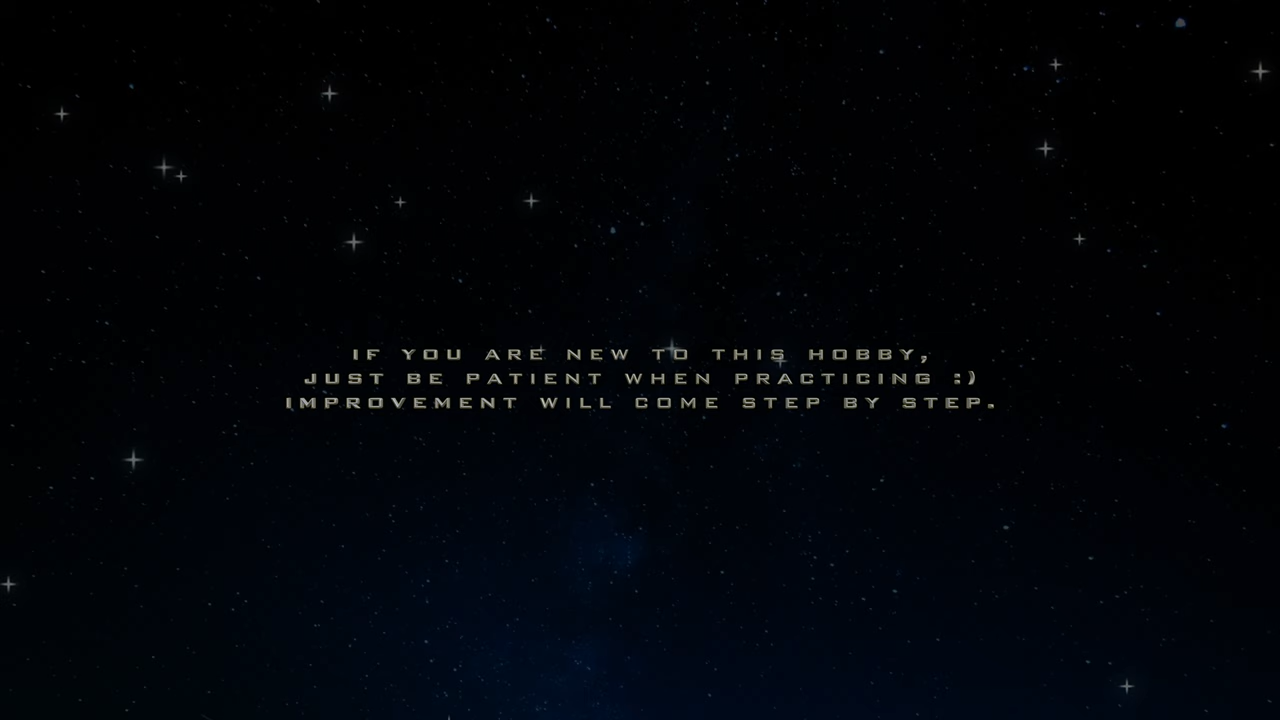 IF YOU ARE NEW TO THIS HOBBY,
JUST BE PATIENT WHEN PRACTICING :)
IMPROVEMENT WILL COME STEP BY STEP.